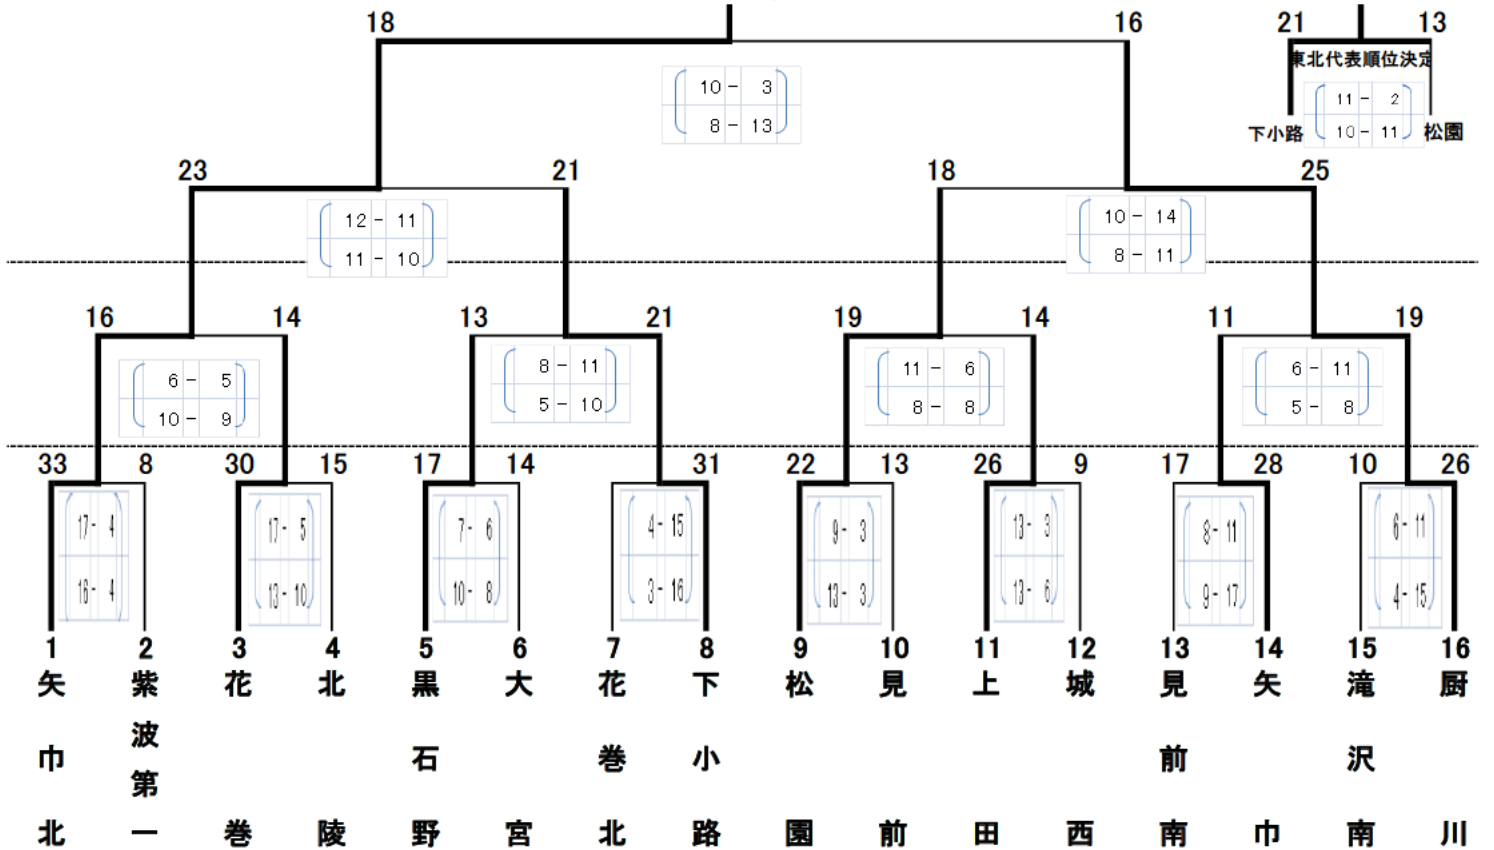 18 16 21 13
東北代表順位決定
10 - 3
11 - 2
8 - 13
下小路 10 - 11 松園
23 21 18 25
12 - 11
10 - 14
11 - 10
8 - 11
16 14 13 21 19 14 11 19
6 - 5
8 - 11
11 - 6
6 - 11
10 - 9
5 - 10
8 - 8
5 - 8
33 8 30 15 17 14 31 22 13 26 9 17 28 10 26
17 - 4
17 - 5
7 - 6
4 - 15
9 - 3
13 - 3
8 - 11
6 - 11
16 - 4
13 - 10
10 - 8
3 - 16
13 - 3
13 - 6
9 - 17
4 - 15
1 2 3 4 5 6 7 8 9 10 11 12 13 14 15 16
矢巾北
紫波第一
花巻
北陵
黒石野
大宮
花巻北
下小路
松園
見前
上田
城西
見前南
矢巾
滝沢南
厨川